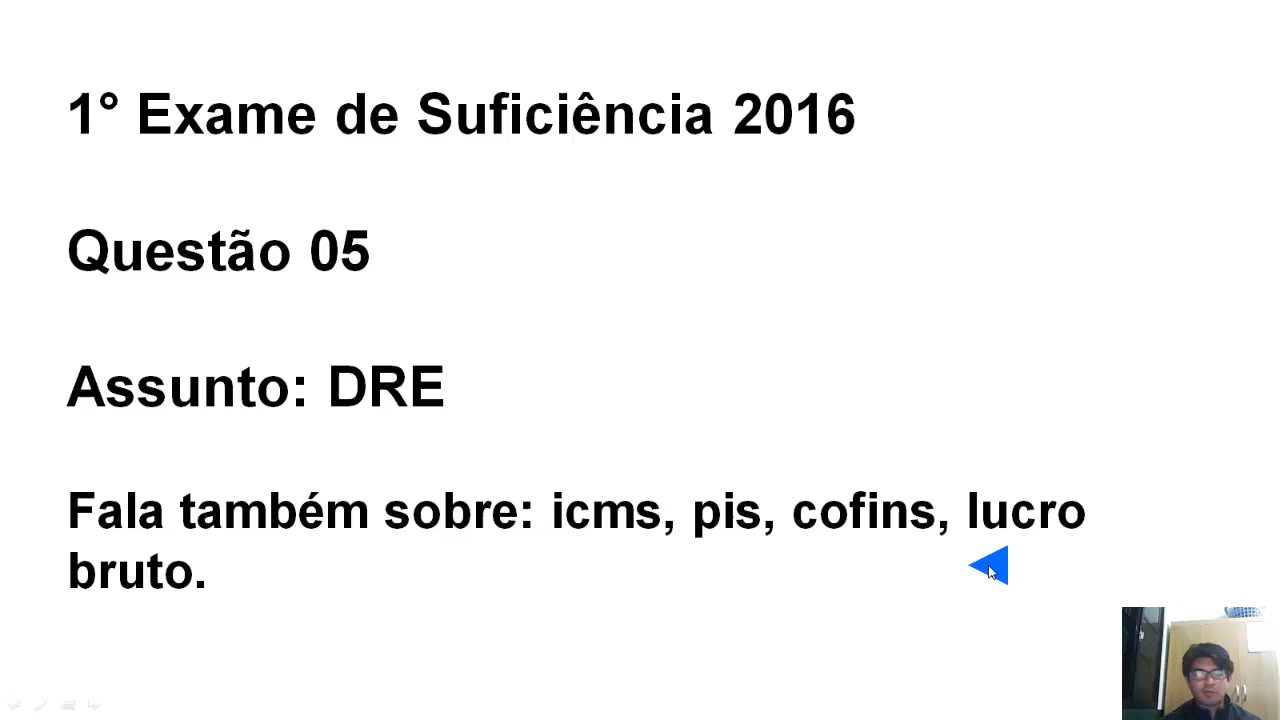 1° Exame de Suficiência 2016
Questão 05
Assunto: DRE
Fala também sobre: icms, pis, cofins, lucro
bruto.